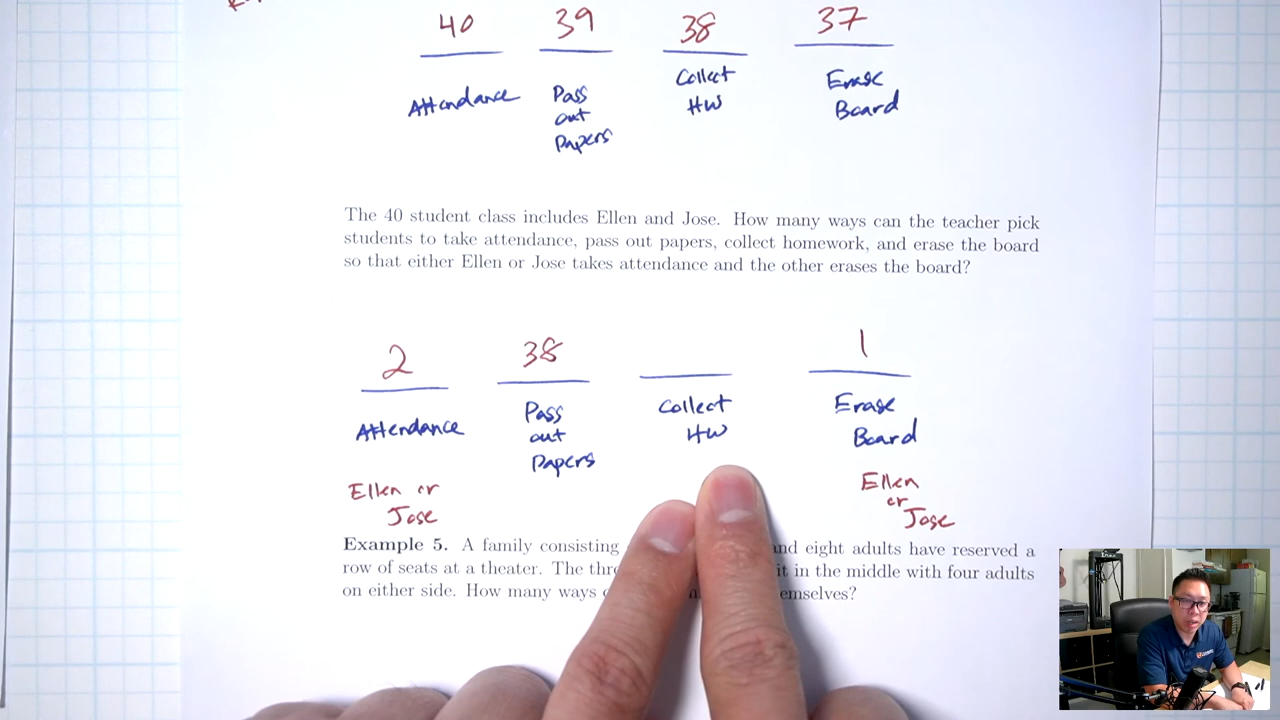 40 39 38 37
Attendance Pass out Papers Collect HW Erase Board
The 40 student class includes Ellen and Jose. How many ways can the teacher pick
students to take attendance, pass out papers, collect homework, and erase the board
so that either Ellen or Jose takes attendance and the other erases the board?
2 38 1
Attendance Pass out Papers Collect HW Erase Board
Ellen or Jose Ellen or Jose
Example 5. A family consisting and eight adults have reserved a
row of seats at a theater. The in the middle with four adults
on either side. How many ways